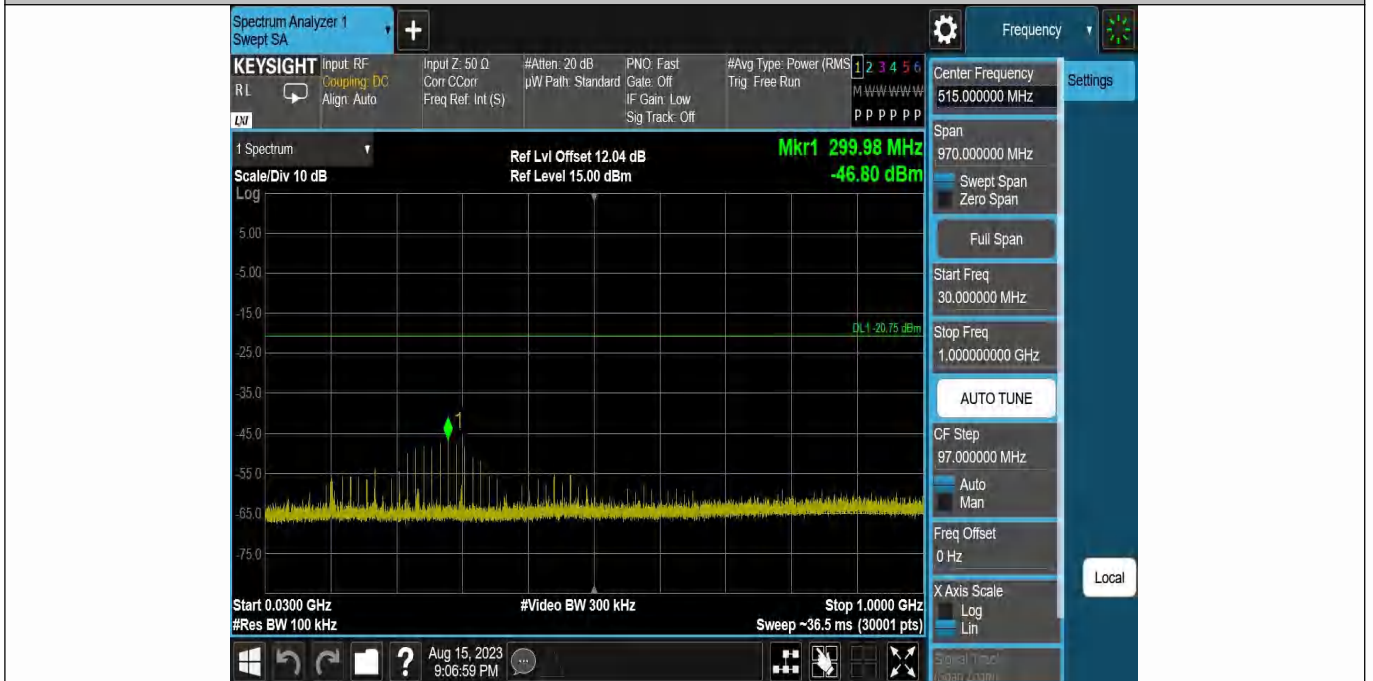 Spectrum Analyzer 1
Swept SA
+
Frequency
KEYSIGHT
RL
LXI
Input: RF
Coupling: DC
Align: Auto
Input Z: 50 Ω
Corr CCorr
Freq Ref: Int (S)
#Atten: 20 dB
µW Path: Standard
PNO: Fast
Gate: Off
IF Gain: Low
Sig Track: Off
#Avg Type: Power (RMS
Trig: Free Run
1 2 3 4 5 6
M W W W W W
P P P P P P
1 Spectrum
Scale/Div 10 dB
Log
Ref Lvl Offset 12.04 dB
Ref Level 15.00 dBm
Mkr1 299.98 MHz
-46.80 dBm
5.00
-5.00
-15.0
-25.0
-35.0
-45.0
-55.0
-65.0
-75.0
DL1 -20.75 dBm
1
Start 0.0300 GHz
#Res BW 100 kHz
#Video BW 300 kHz
Stop 1.0000 GHz
Sweep ~36.5 ms (30001 pts)
Center Frequency
515.000000 MHz
Settings
Span
970.000000 MHz
Swept Span
Zero Span
Full Span
Start Freq
30.000000 MHz
Stop Freq
1.000000000 GHz
AUTO TUNE
CF Step
97.000000 MHz
Auto
Man
Freq Offset
0 Hz
X Axis Scale
Log
Lin
Local
Signal Track
(Span Zoom)
?
Aug 15, 2023
9:06:59 PM